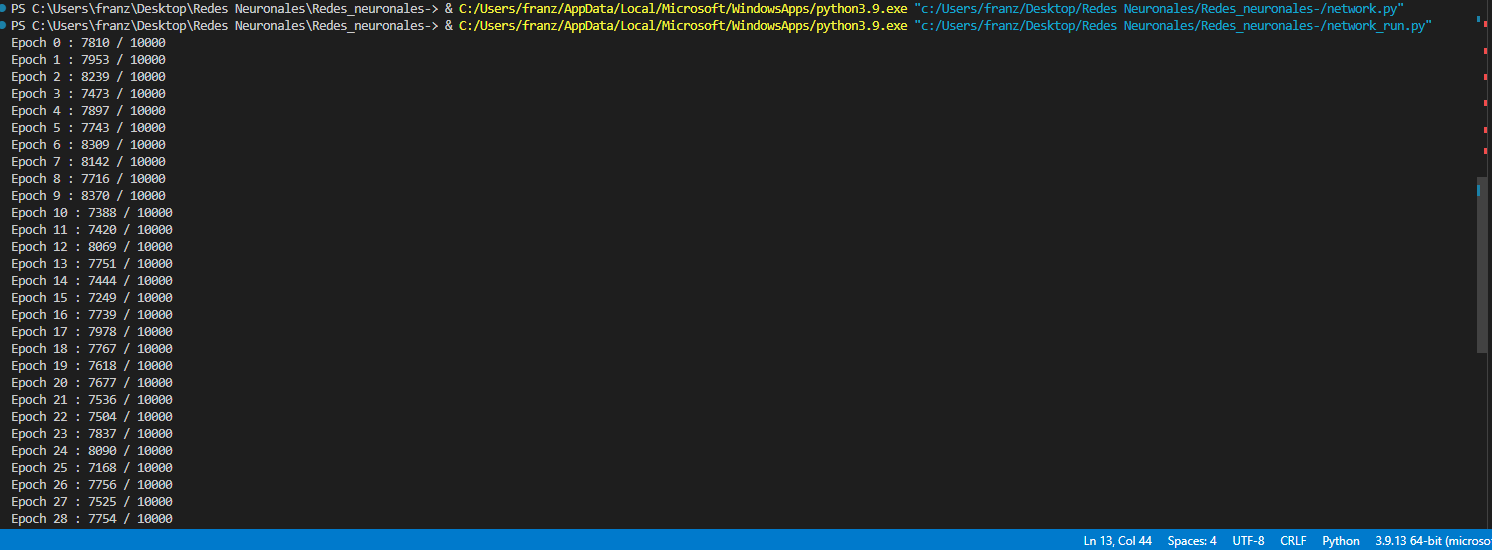 PS C:\Users\franz\Desktop\Redes Neuronales\Redes_neuronales-> & C:/Users/franz/AppData/Local/Microsoft/WindowsApps/python3.9.exe "c:/Users/franz/Desktop/Redes Neuronales/Redes_neuronales-/network.py"
PS C:\Users\franz\Desktop\Redes Neuronales\Redes_neuronales-> & C:/Users/franz/AppData/Local/Microsoft/WindowsApps/python3.9.exe "c:/Users/franz/Desktop/Redes Neuronales/Redes_neuronales-/network_run.py"
Epoch 0 : 7810 / 10000
Epoch 1 : 7953 / 10000
Epoch 2 : 8239 / 10000
Epoch 3 : 7473 / 10000
Epoch 4 : 7897 / 10000
Epoch 5 : 7743 / 10000
Epoch 6 : 8309 / 10000
Epoch 7 : 8142 / 10000
Epoch 8 : 7716 / 10000
Epoch 9 : 8370 / 10000
Epoch 10 : 7388 / 10000
Epoch 11 : 7420 / 10000
Epoch 12 : 8069 / 10000
Epoch 13 : 7751 / 10000
Epoch 14 : 7444 / 10000
Epoch 15 : 7249 / 10000
Epoch 16 : 7739 / 10000
Epoch 17 : 7978 / 10000
Epoch 18 : 7767 / 10000
Epoch 19 : 7618 / 10000
Epoch 20 : 7677 / 10000
Epoch 21 : 7536 / 10000
Epoch 22 : 7504 / 10000
Epoch 23 : 7837 / 10000
Epoch 24 : 8090 / 10000
Epoch 25 : 7168 / 10000
Epoch 26 : 7756 / 10000
Epoch 27 : 7525 / 10000
Epoch 28 : 7754 / 10000
Ln 13, Col 44 Spaces: 4 UTF-8 CRLF Python 3.9.13 64-bit (microso